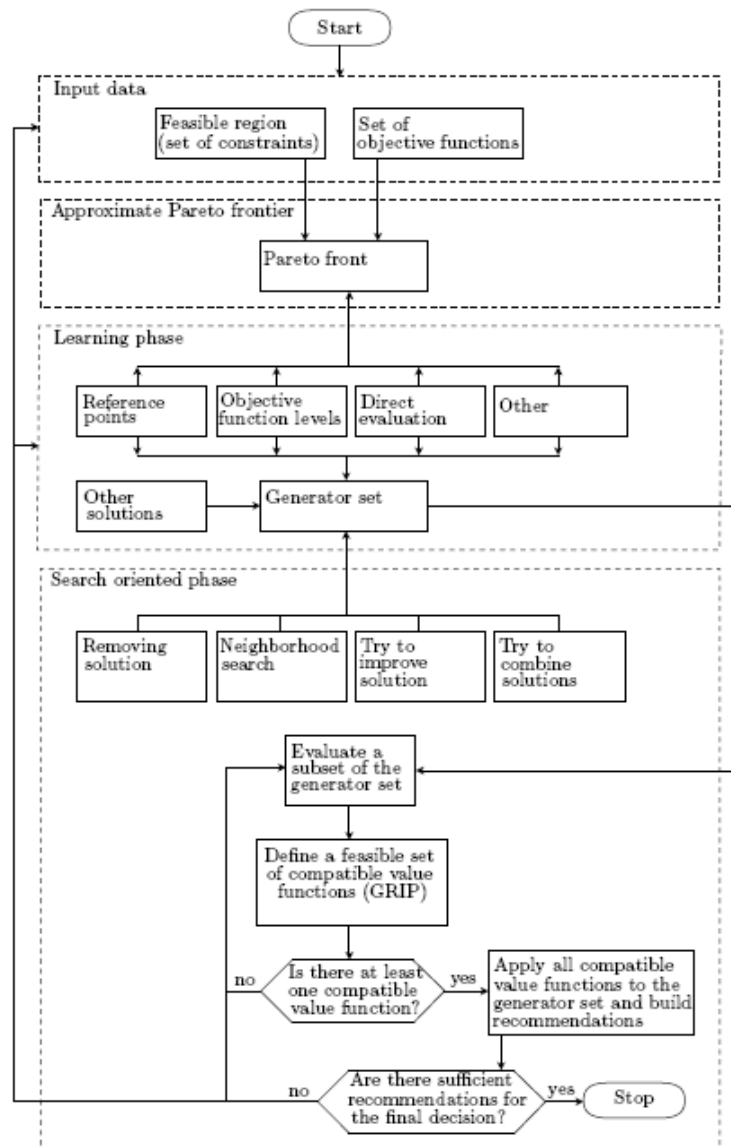 Start
Input data
Feasible region
(set of constraints)
Set of
objective functions
Approximate Pareto frontier
Pareto front
Learning phase
Reference
points
Objective
function levels
Direct
evaluation
Other
Other
solutions
Generator set
Search oriented phase
Removing
solution
Neighborhood
search
Try to
improve
solution
Try to
combine
solutions
Evaluate a
subset of the
generator set
Define a feasible set
of compatible value
functions (GRIP)
no
Is there at least
one compatible
value function?
yes
Apply all compatible
value functions to the
generator set and build
recommendations
no
Are there sufficient
recommendations for
the final decision?
yes
Stop